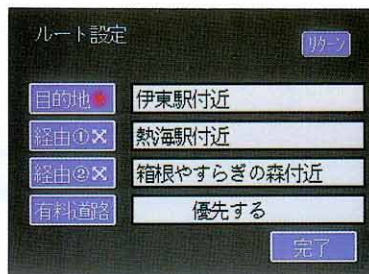 ルート設定
リターン
目的地
伊東駅付近
経由①×
熱海駅付近
経由②×
箱根やすらぎの森付近
有料道路
優先する
完了